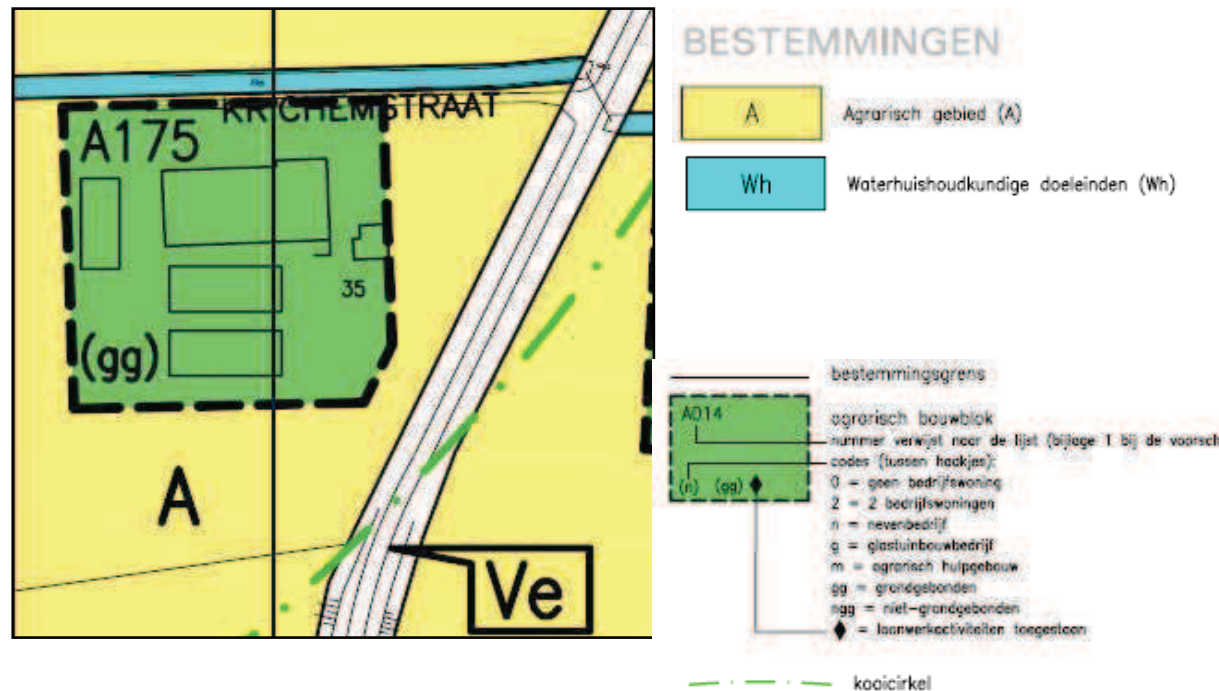 KRICHEMSTRAAT
A175
35
(gg)
A
Ve
BESTEMMINGEN
A
Agrarisch gebied (A)
Wh
Waterhuishoudkundige doeleinden (Wh)
bestemmingsgrens
A014
agrarisch bouwblok
nummer verwijst naar de lijst (bijlage 1 bij de voorsch
codes (tussen haakjes):
(n) (gg)
0 = geen bedrijfswoning
2 = 2 bedrijfswoningen
n = nevenbedrijf
g = glastuinbouwbedrijf
m = agrarisch hulpgebouw
gg = grondgebonden
ngg = niet-grondgebonden
= loonwerkactiviteiten toegestaan
kooicirkel